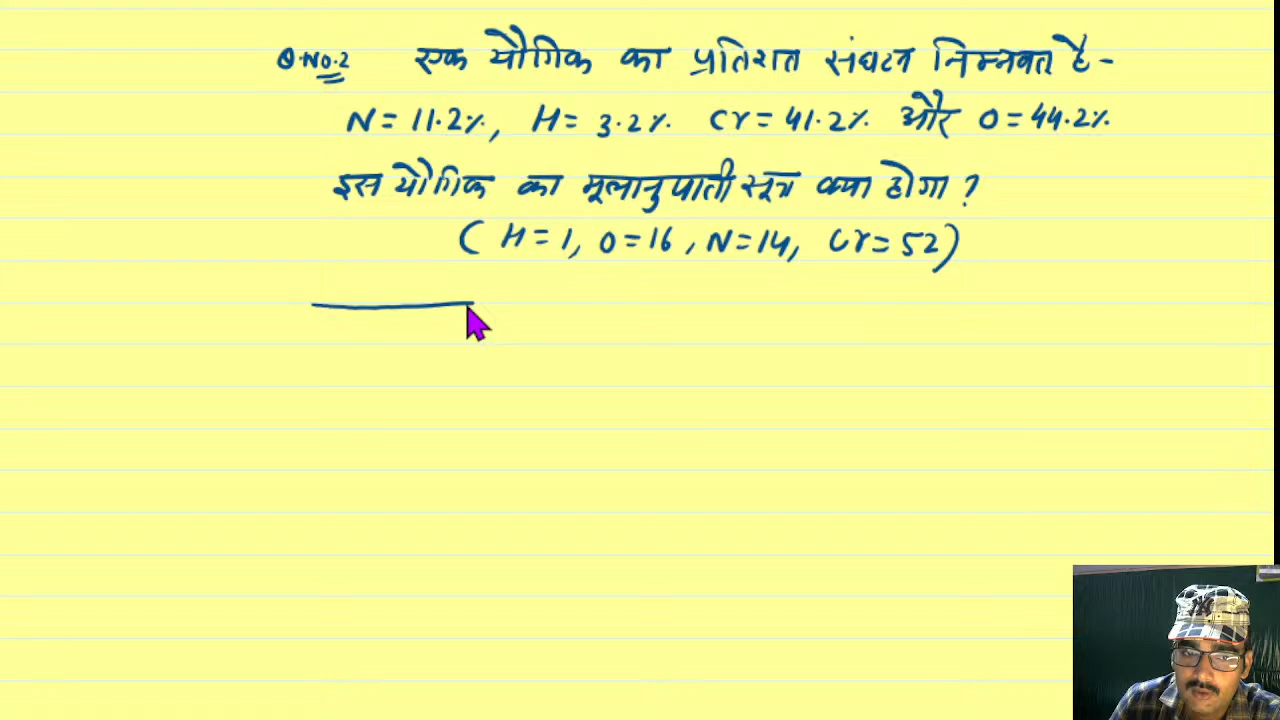 Q.NO.2 एक यौगिक का प्रतिशत संघटन निम्नवत है -
N = 11.2%, H = 3.2% Cr = 41.2% और O = 44.2%
इस यौगिक का मूलानुपाती सूत्र क्या होगा ?
( H = 1, O = 16, N = 14, Cr = 52 )